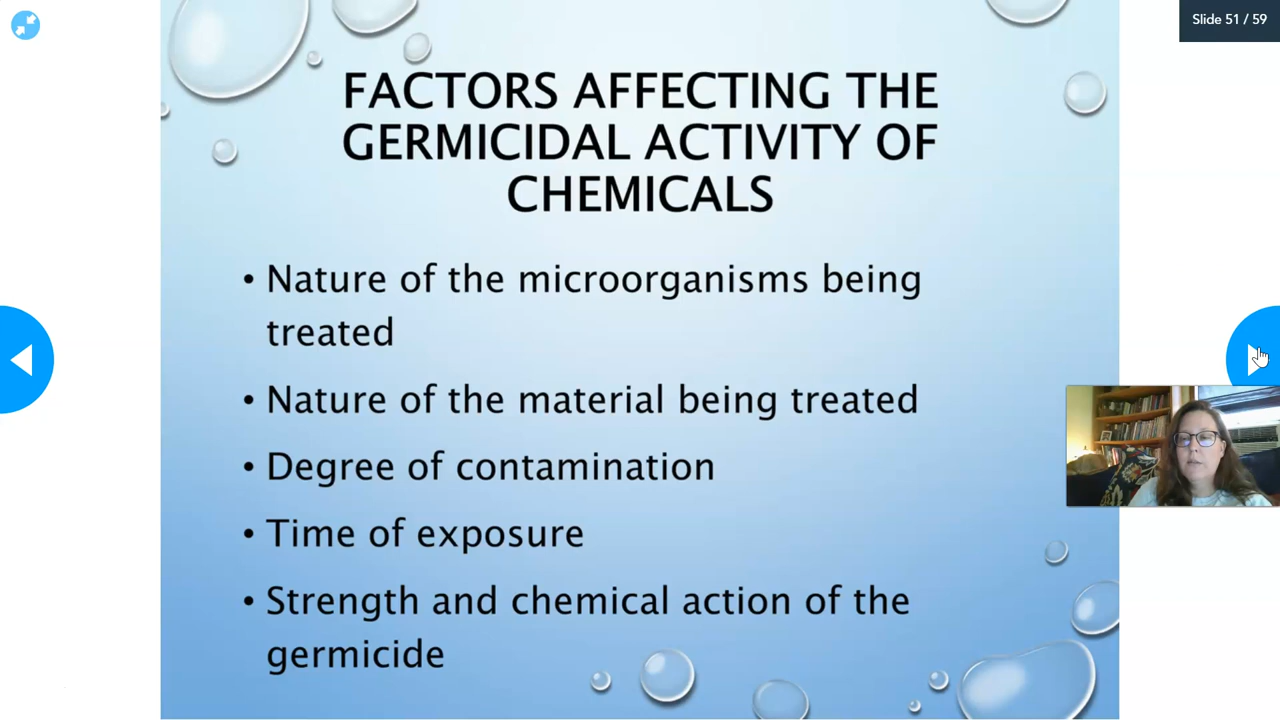 Slide 51 / 59
FACTORS AFFECTING THE
GERMICIDAL ACTIVITY OF
CHEMICALS
• Nature of the microorganisms being
treated
• Nature of the material being treated
• Degree of contamination
• Time of exposure
• Strength and chemical action of the
germicide